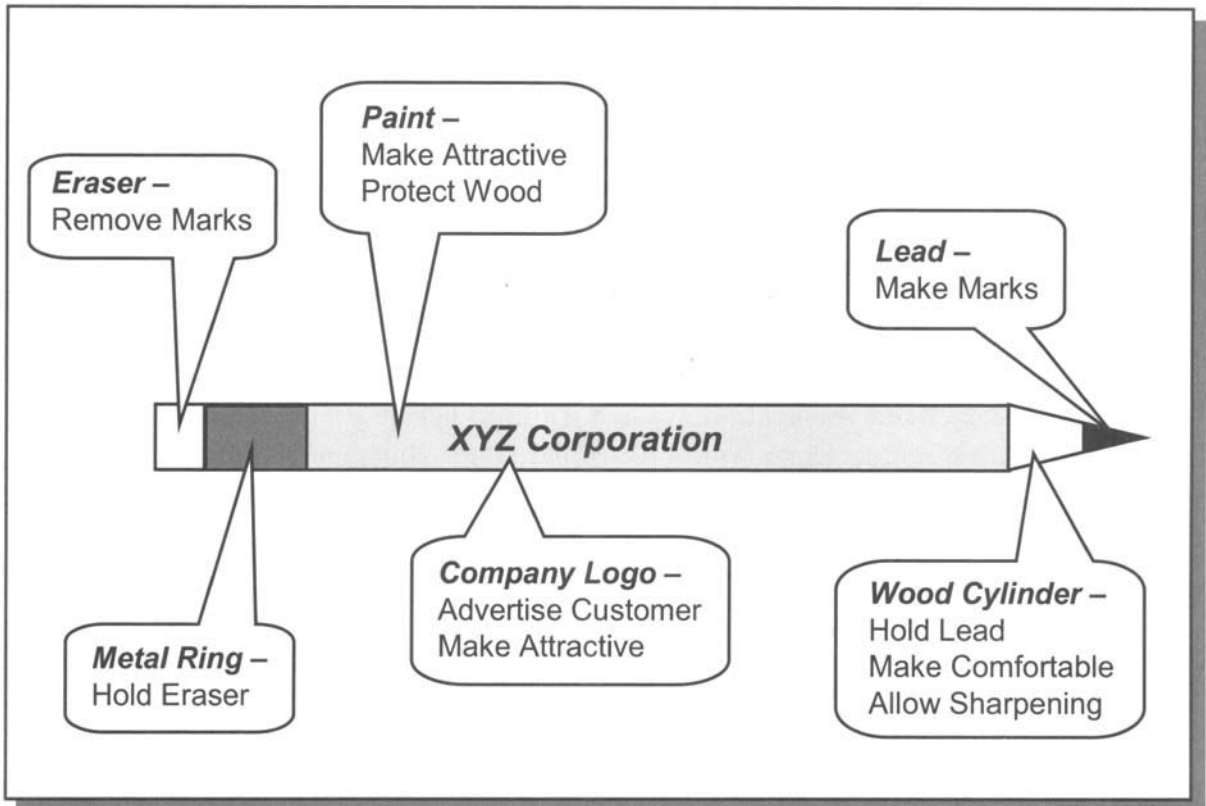 Paint –
Make Attractive
Protect Wood
Eraser –
Remove Marks
Lead –
Make Marks
XYZ Corporation
Company Logo –
Advertise Customer
Make Attractive
Wood Cylinder –
Hold Lead
Make Comfortable
Allow Sharpening
Metal Ring –
Hold Eraser